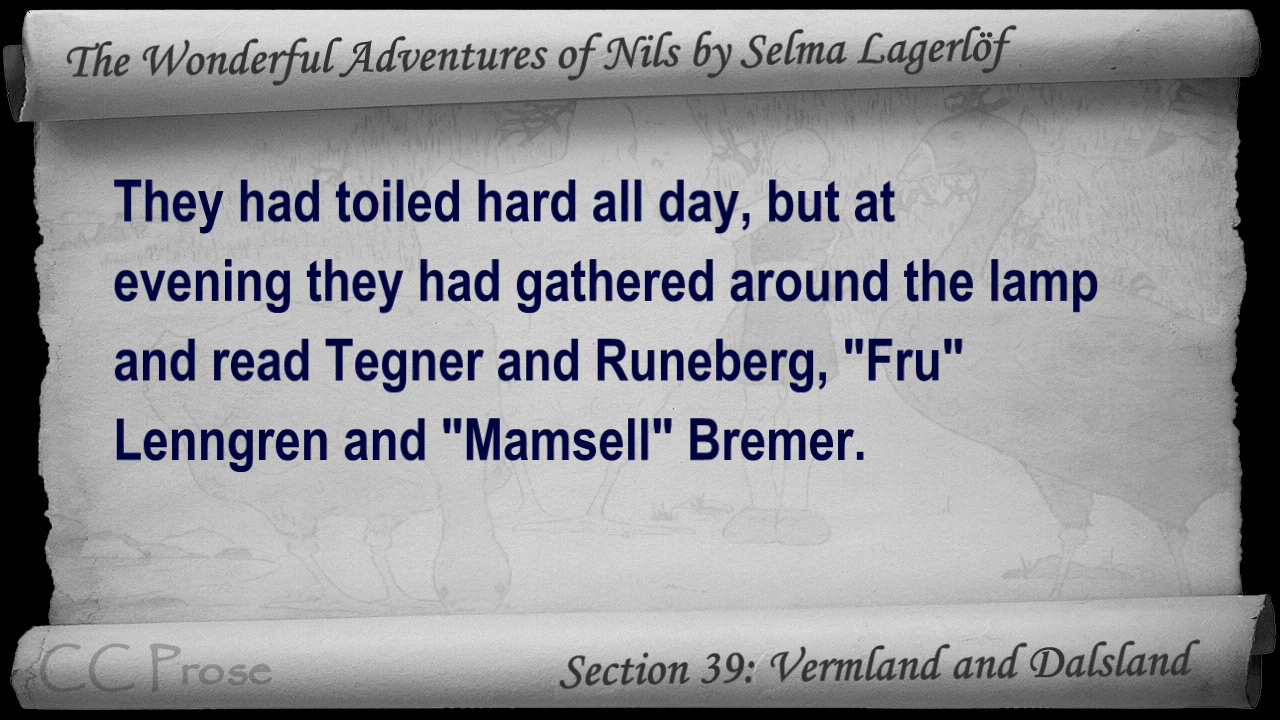 The Wonderful Adventures of Nils by Selma Lagerlöf
They had toiled hard all day, but at
evening they had gathered around the lamp
and read Tegner and Runeberg, "Fru"
Lenngren and "Mamsell" Bremer.
CC Prose
Section 39: Vermland and Dalsland